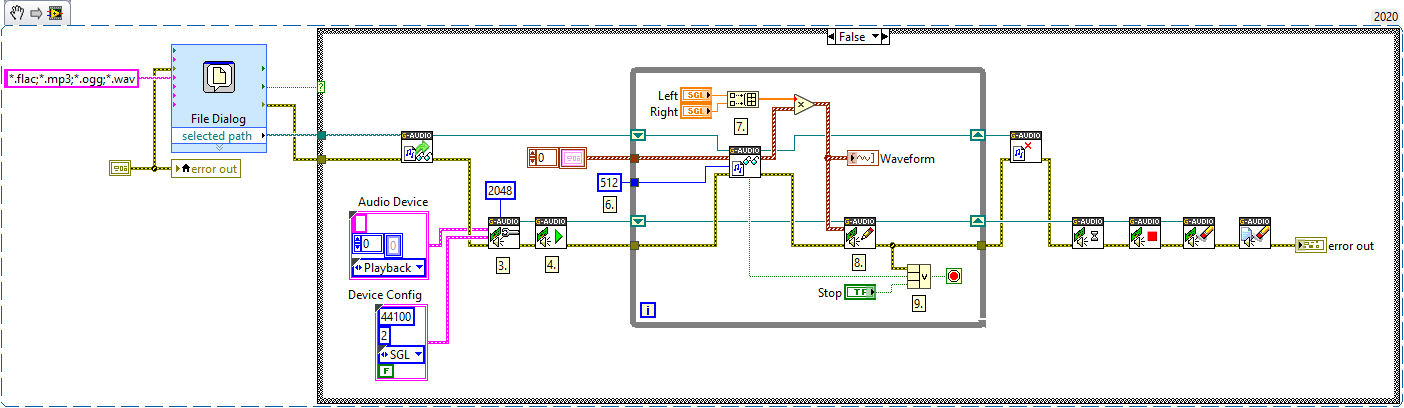 2020
False
*.flac;*.mp3;*.ogg;*.wav
File Dialog
selected path
error out
?
G-AUDIO
Left
SGL
Right
SGL
7.
G-AUDIO
0
Waveform
512
6.
G-AUDIO
2048
Audio Device
0
0
Playback
G-AUDIO
G-AUDIO
3.
4.
G-AUDIO
8.
G-AUDIO
G-AUDIO
G-AUDIO
G-AUDIO
error out
Device Config
44100
2
SGL
F
Stop
TF
V
9.
i